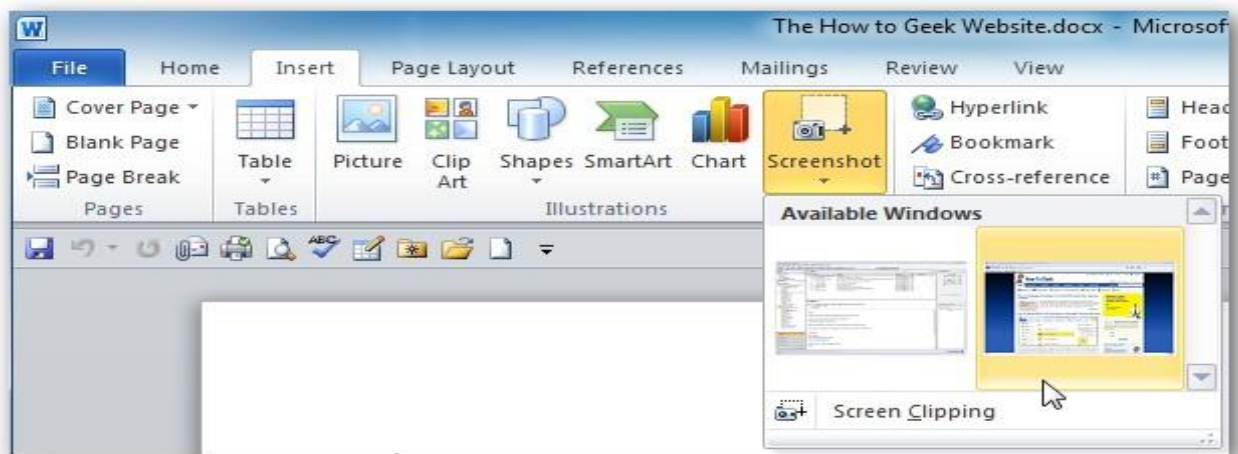 W
The How to Geek Website.docx - Microsof
File Home Insert Page Layout References Mailings Review View
Cover Page
Blank Page
Page Break
Table
Picture
Clip
Art
Shapes
SmartArt
Chart
Screenshot
Hyperlink
Bookmark
Cross-reference
Head
Foot
Page
Pages Tables Illustrations
ABC
Available Windows
Screen Clipping